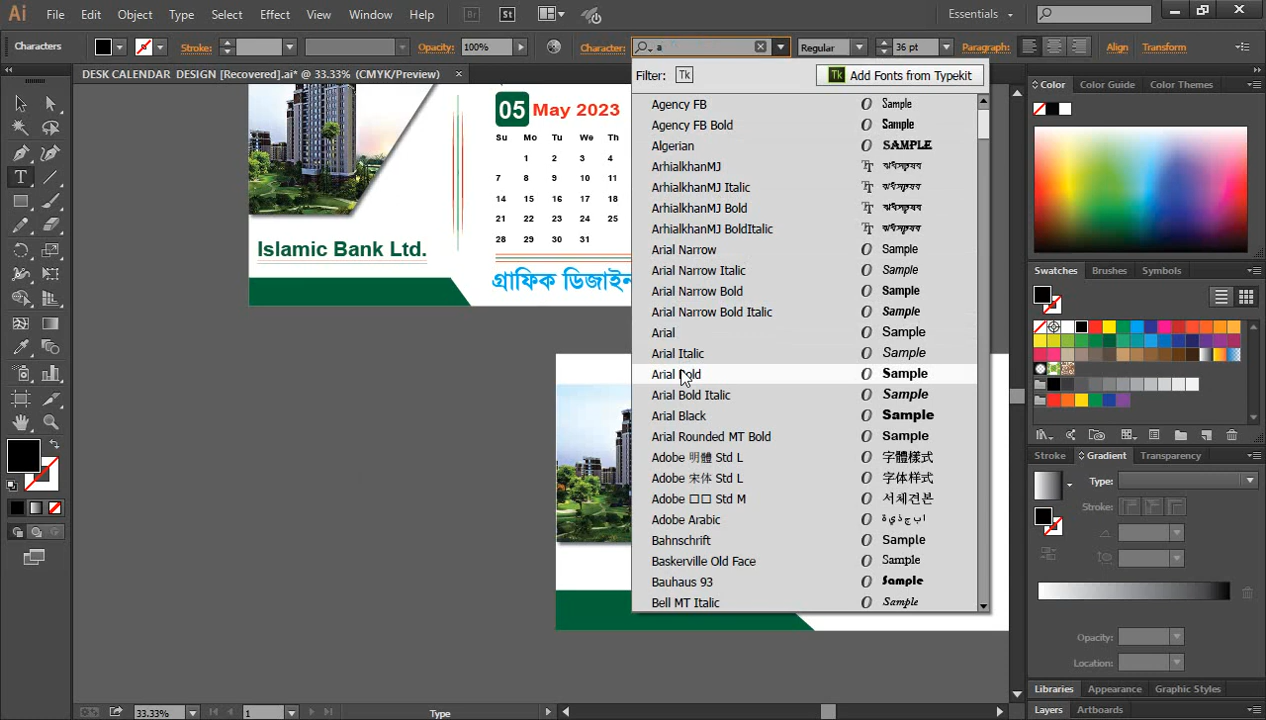 Ai File Edit Object Type Select Effect View Window Help Br St Essentials
Characters Stroke: Opacity: 100% Character: a Regular 36 pt Paragraph: Align Transform
DESK CALENDAR DESIGN [Recovered].ai* @ 33.33% (CMYK/Preview) ×
Filter: Tk Tk Add Fonts from Typekit
Agency FB O Sample
Agency FB Bold O Sample
Algerian O SAMPLE
ArhialkhanMJ
ArhialkhanMJ Italic
ArhialkhanMJ Bold
ArhialkhanMJ BoldItalic
Arial Narrow O Sample
Arial Narrow Italic O Sample
Arial Narrow Bold O Sample
Arial Narrow Bold Italic O Sample
Arial O Sample
Arial Italic O Sample
Arial Bold O Sample
Arial Bold Italic O Sample
Arial Black O Sample
Arial Rounded MT Bold O Sample
Adobe 明體 Std L O 字體樣式
Adobe 宋体 Std L O 字体样式
Adobe □□ Std M O 서체견본
Adobe Arabic O
Bahnschrift O Sample
Baskerville Old Face O Sample
Bauhaus 93 O Sample
Bell MT Italic O Sample
05 May 2023
Su Mo Tu We Th
1 2 3 4
7 8 9 10 11
14 15 16 17 18
21 22 23 24 25
28 29 30 31
Islamic Bank Ltd.
গ্রাফিক ডিজাইন
Color Color Guide Color Themes
Swatches Brushes Symbols
Stroke Gradient Transparency
Type:
Stroke:
Opacity:
Location:
Libraries Appearance Graphic Styles
Layers Artboards
33.33% 1 Type